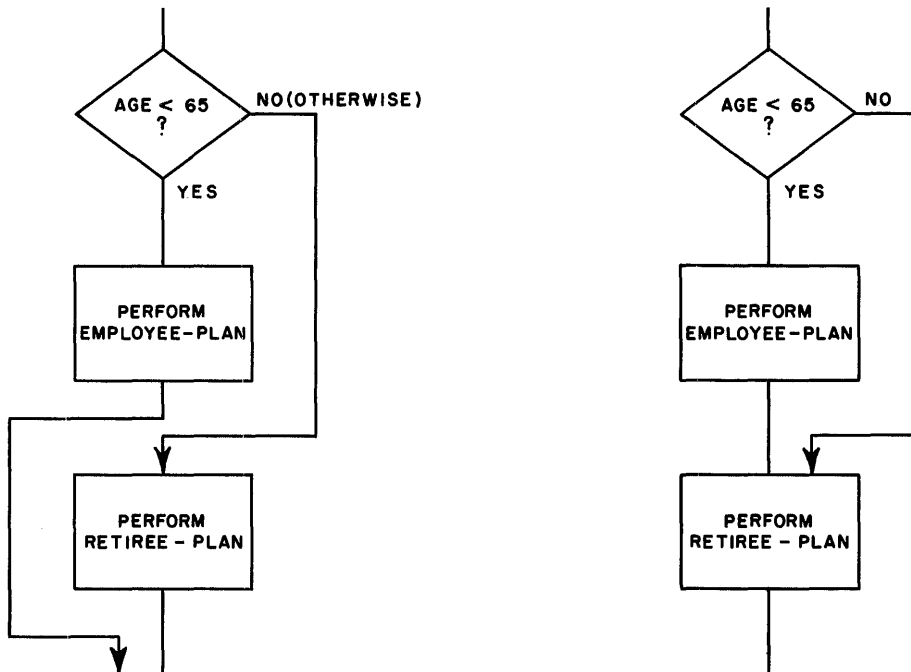 AGE < 65
?
NO(OTHERWISE)
YES
PERFORM
EMPLOYEE-PLAN
PERFORM
RETIREE - PLAN
AGE < 65
?
NO
YES
PERFORM
EMPLOYEE-PLAN
PERFORM
RETIREE - PLAN